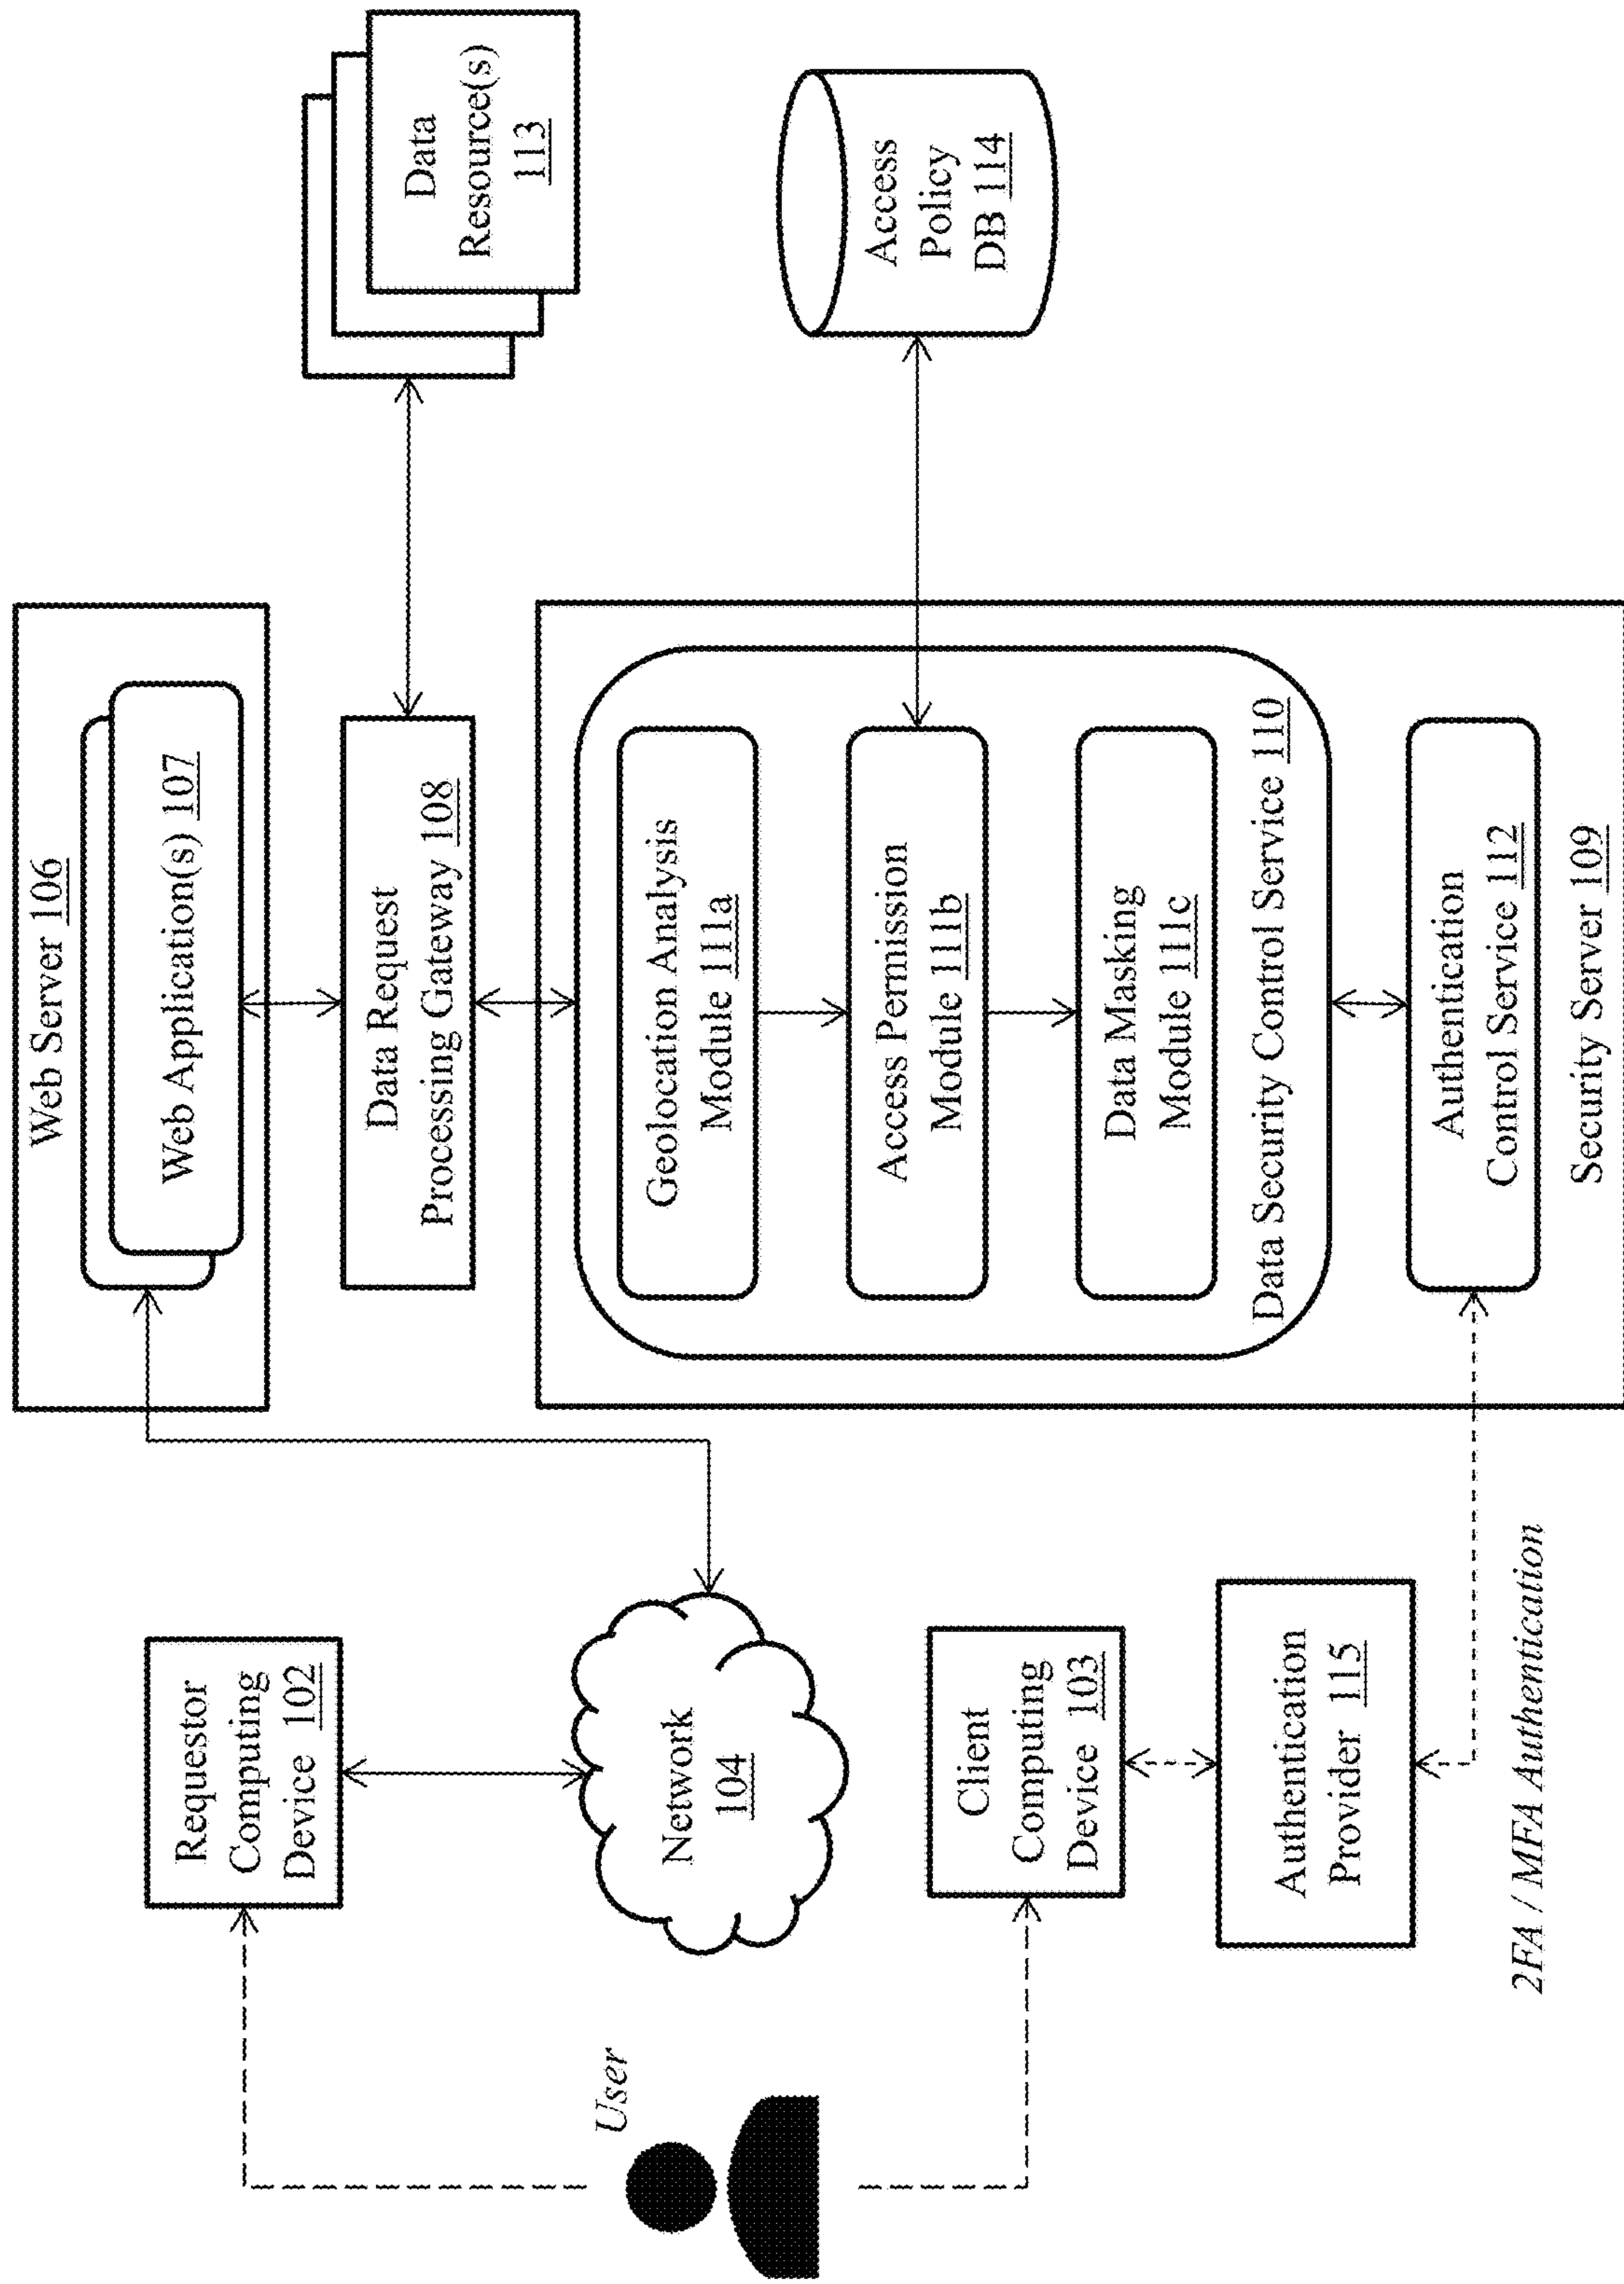 User
Requestor
Computing
Device 102
Network
104
Client
Computing
Device 103
Authentication
Provider 115
2FA / MFA Authentication
Web Server 106
Web Application(s) 107
Data Request
Processing Gateway 108
Geolocation Analysis
Module 111a
Access Permission
Module 111b
Data Masking
Module 111c
Data Security Control Service 110
Authentication
Control Service 112
Security Server 109
Data
Resource(s)
113
Access
Policy
DB 114